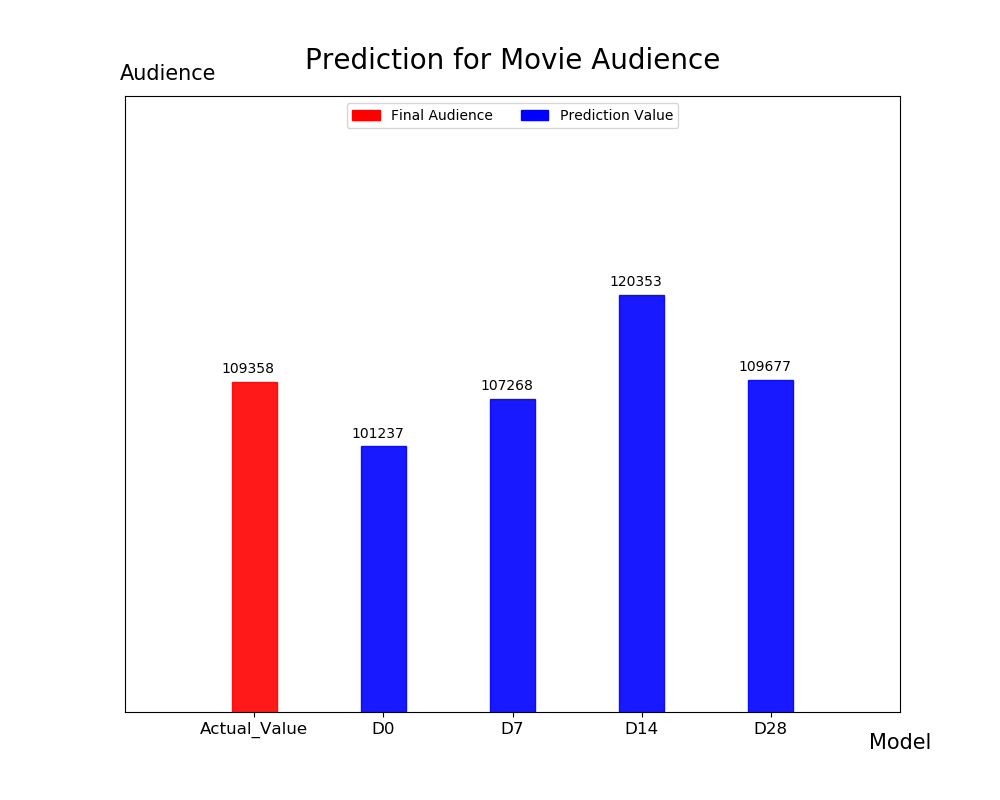 Prediction for Movie Audience
Audience
Final Audience
Prediction Value
120353
109358
109677
107268
101237
Actual_Value
D0
D7
D14
D28
Model